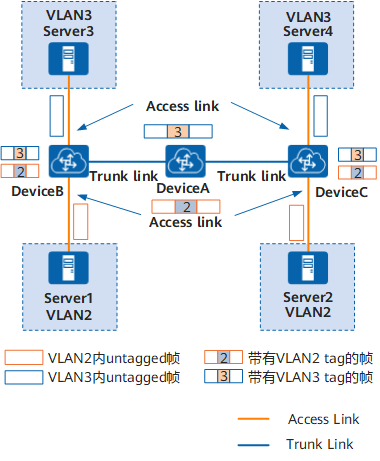 VLAN3
Server3
VLAN3
Server4
Access link
3
3
2
DeviceB
Trunk link
DeviceA
Trunk link
3
2
DeviceC
2
Access link
Server1
VLAN2
Server2
VLAN2
VLAN2内untagged帧
2
带有VLAN2 tag的帧
VLAN3内untagged帧
3
带有VLAN3 tag的帧
Access Link
Trunk Link